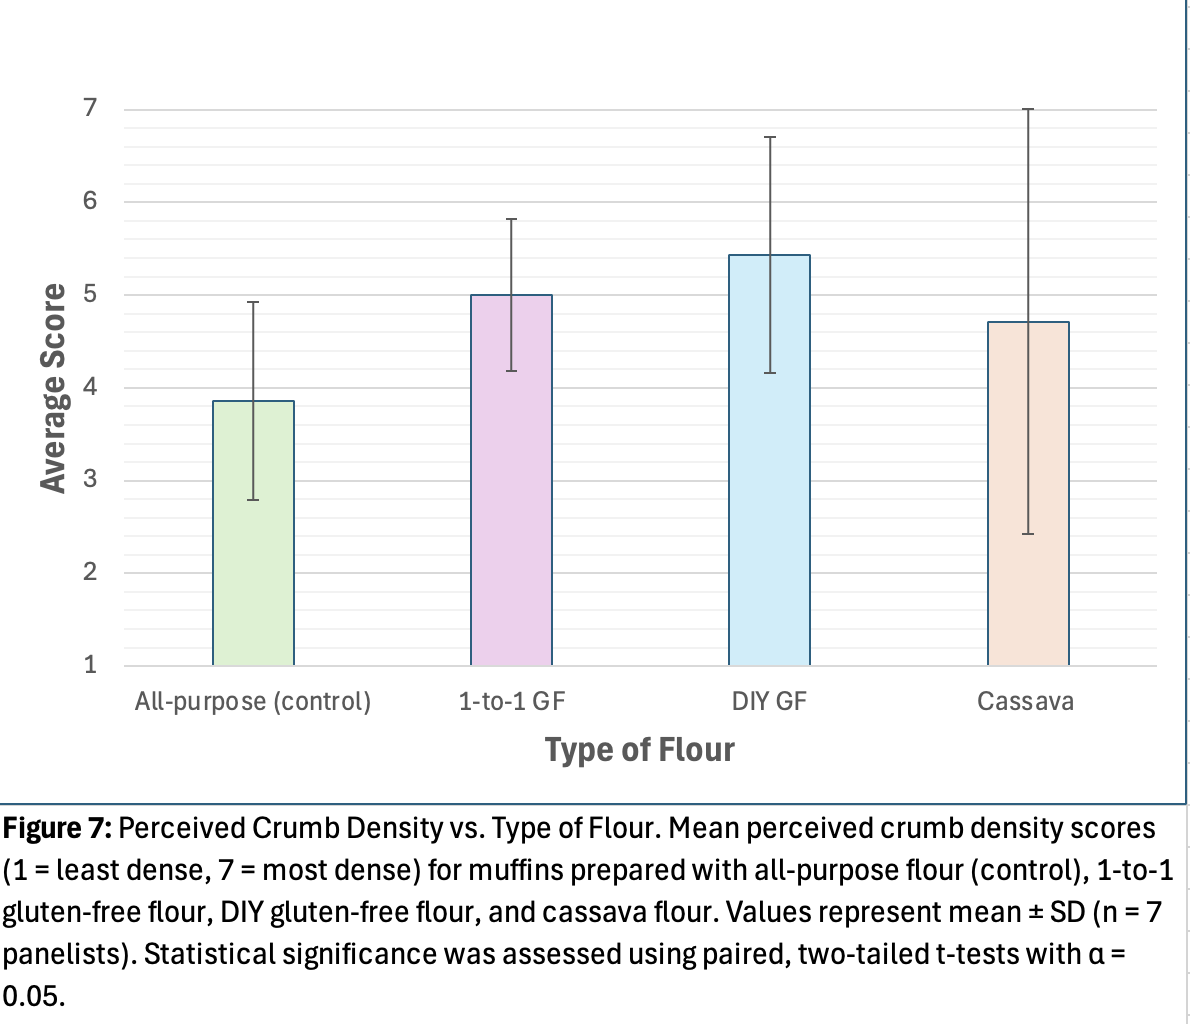 7
6
5
4
3
2
1
Average Score
All-purpose (control)
1-to-1 GF
DIY GF
Cassava
Type of Flour
Figure 7: Perceived Crumb Density vs. Type of Flour. Mean perceived crumb density scores
(1 = least dense, 7 = most dense) for muffins prepared with all-purpose flour (control), 1-to-1
gluten-free flour, DIY gluten-free flour, and cassava flour. Values represent mean ± SD (n = 7
panelists). Statistical significance was assessed using paired, two-tailed t-tests with α =
0.05.